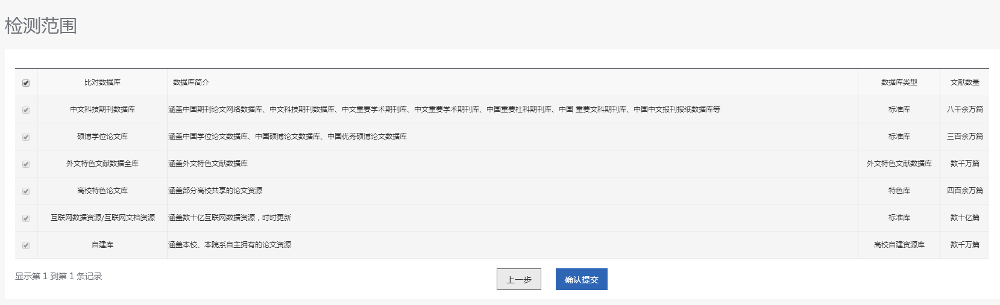 检测范围
比对数据库 数据库简介 数据库类型 文献数量
中文科技期刊数据库 涵盖中国期刊论文网络数据库、中文科技期刊数据库、中文重要学术期刊库、中文重要学术期刊库、中国重要社科期刊库、中国 重要文科期刊库、中国中文报刊报纸数据库等 标准库 八千余万篇
硕博学位论文库 涵盖中国学位论文数据库、中国硕博论文数据库、中国优秀硕博论文数据库 标准库 三百余万篇
外文特色文献数据全库 涵盖外文特色文献数据库 外文特色文献数据库 数千万篇
高校特色论文库 涵盖部分高校共享的论文资源 特色库 四百余万篇
互联网数据资源/互联网文档资源 涵盖数十亿互联网数据资源，时时更新 标准库 数十亿篇
自建库 涵盖本校、本院系自主拥有的论文资源 高校自建资源库 数千万篇
显示第 1 到第 1 条记录 上一步 确认提交